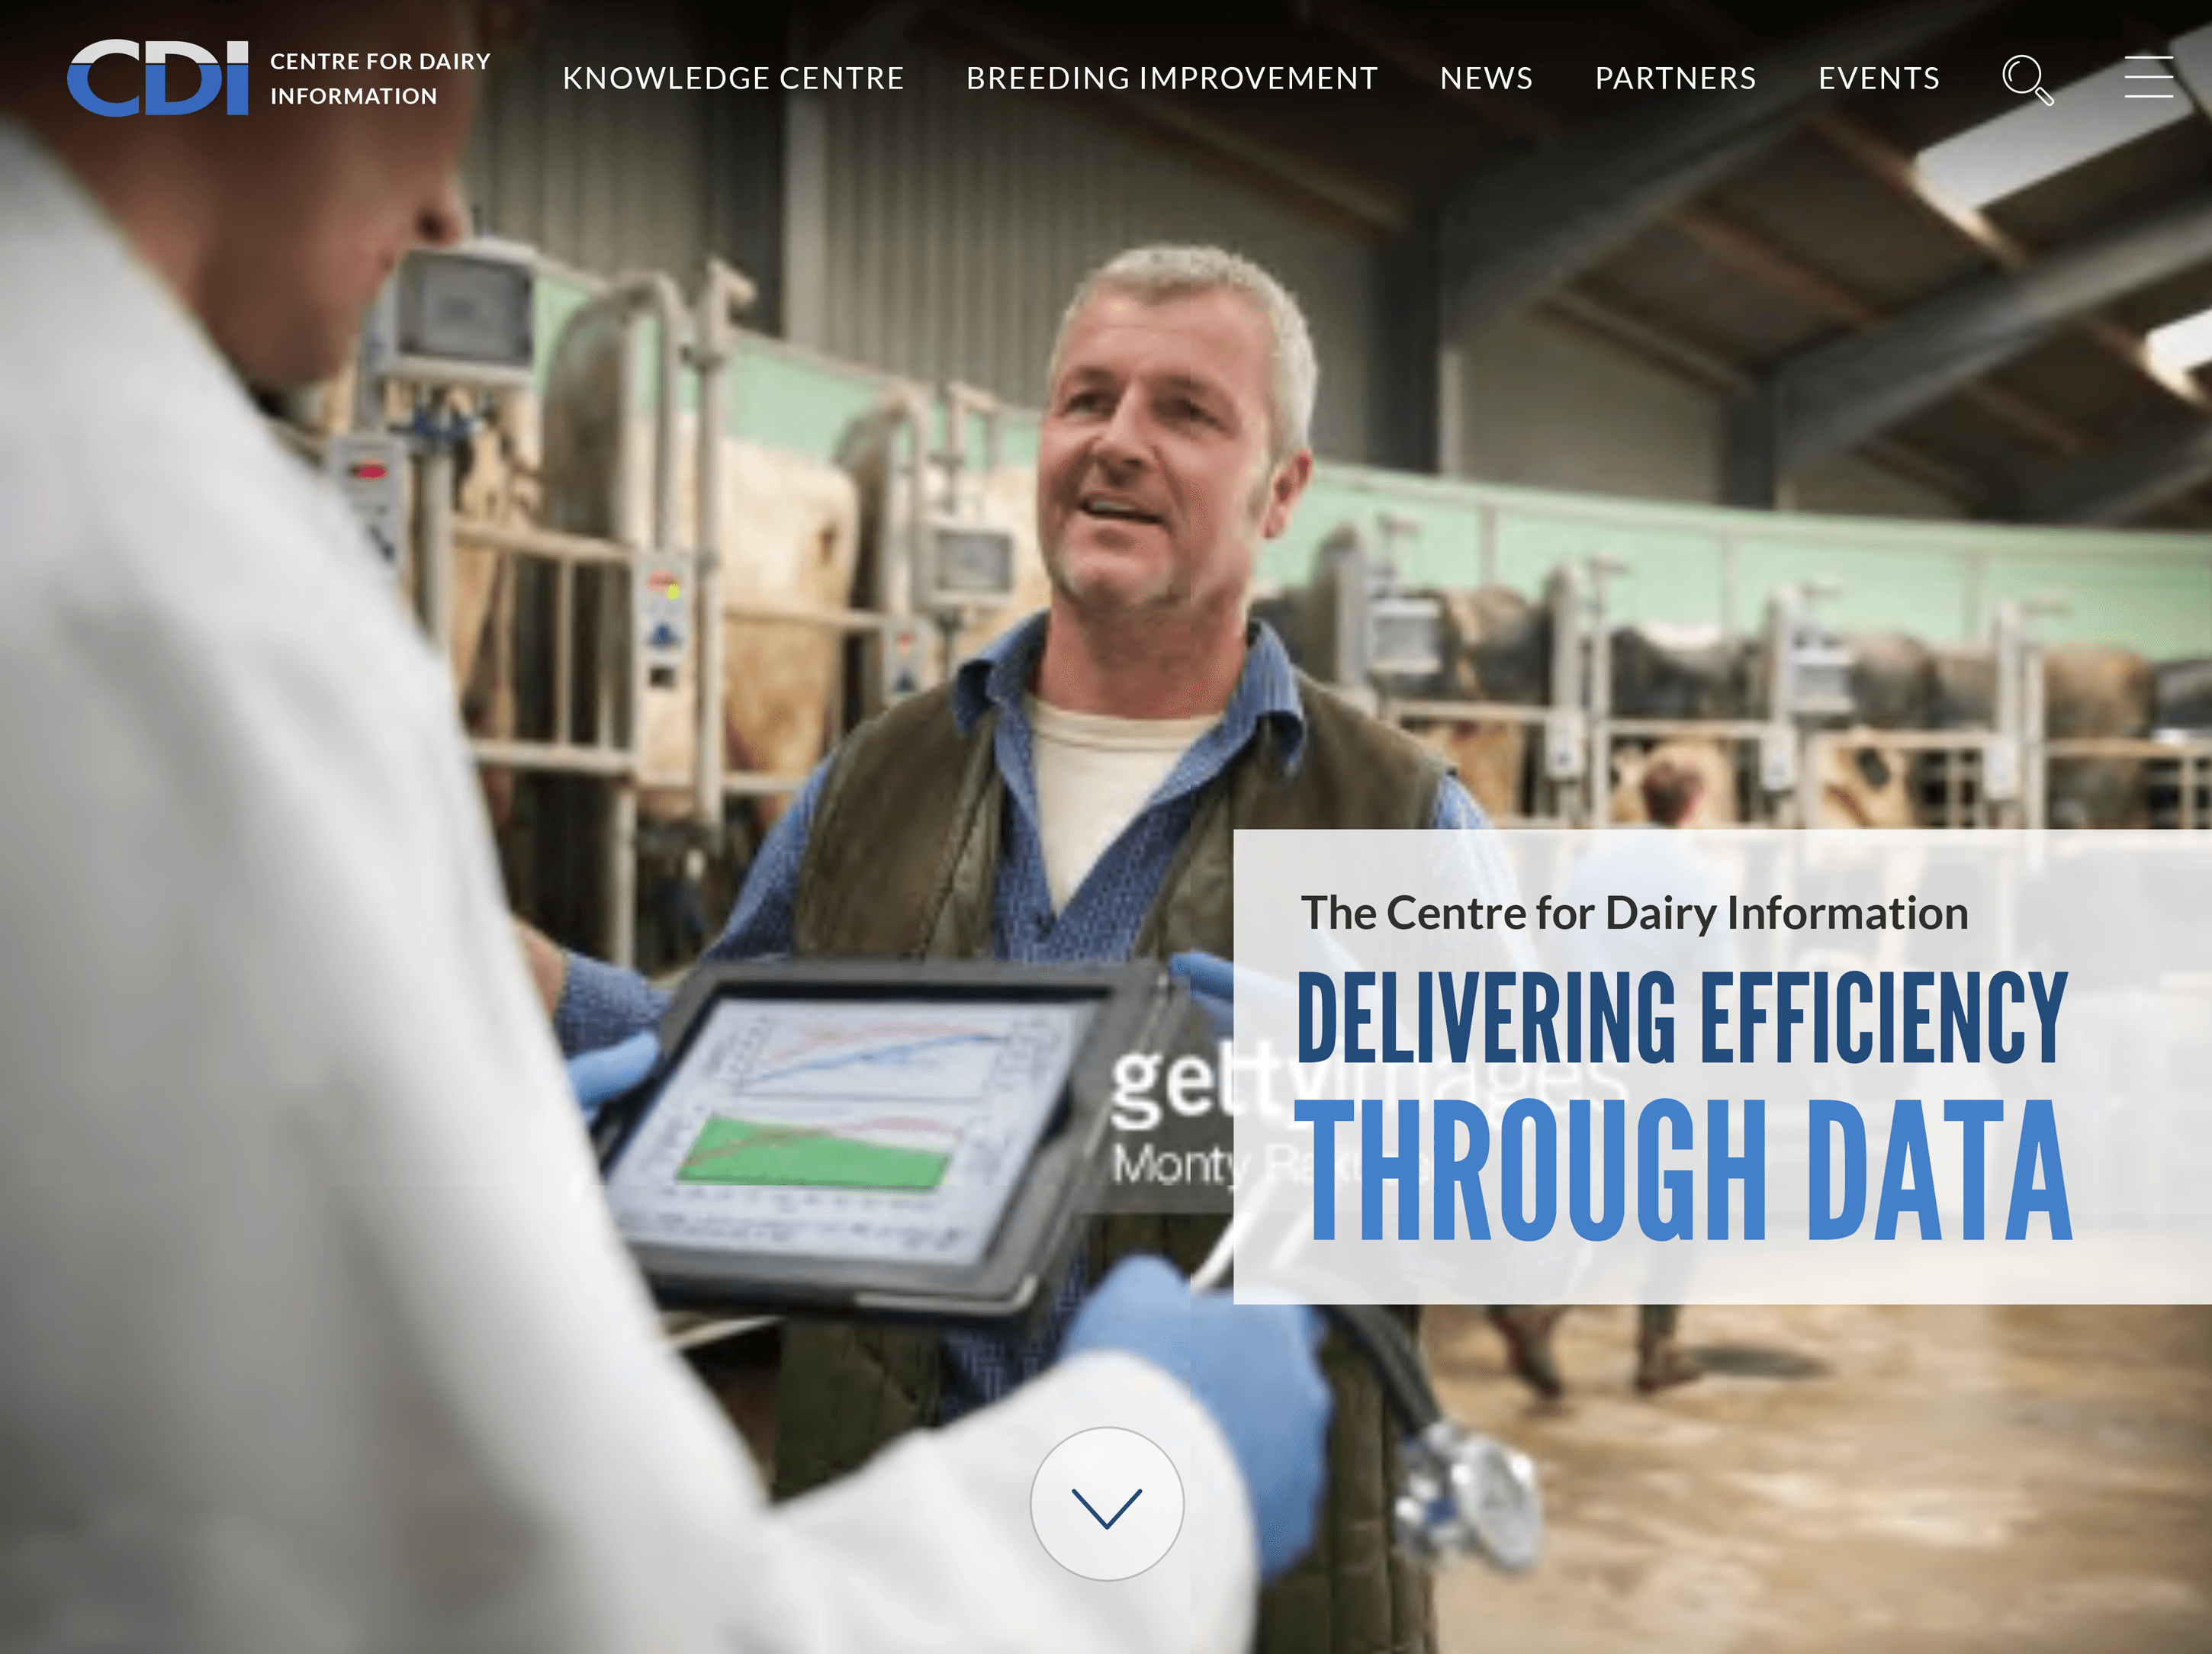 CDI
CENTRE FOR DAIRY
INFORMATION
KNOWLEDGE CENTRE
BREEDING IMPROVEMENT
NEWS
PARTNERS
EVENTS
The Centre for Dairy Information
DELIVERING EFFICIENCY
THROUGH DATA
gettyimages
Monty